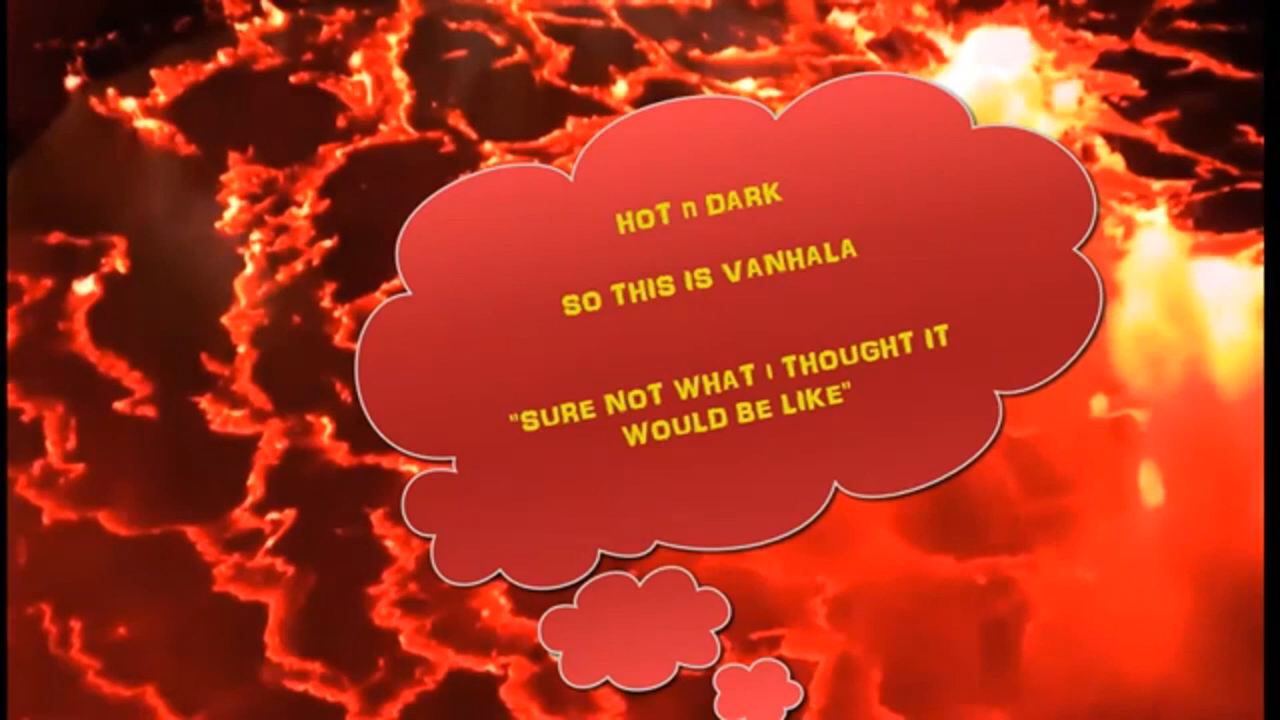 HOT n DARK
SO THIS IS VANHALA
"SURE NOT WHAT I THOUGHT IT
WOULD BE LIKE"